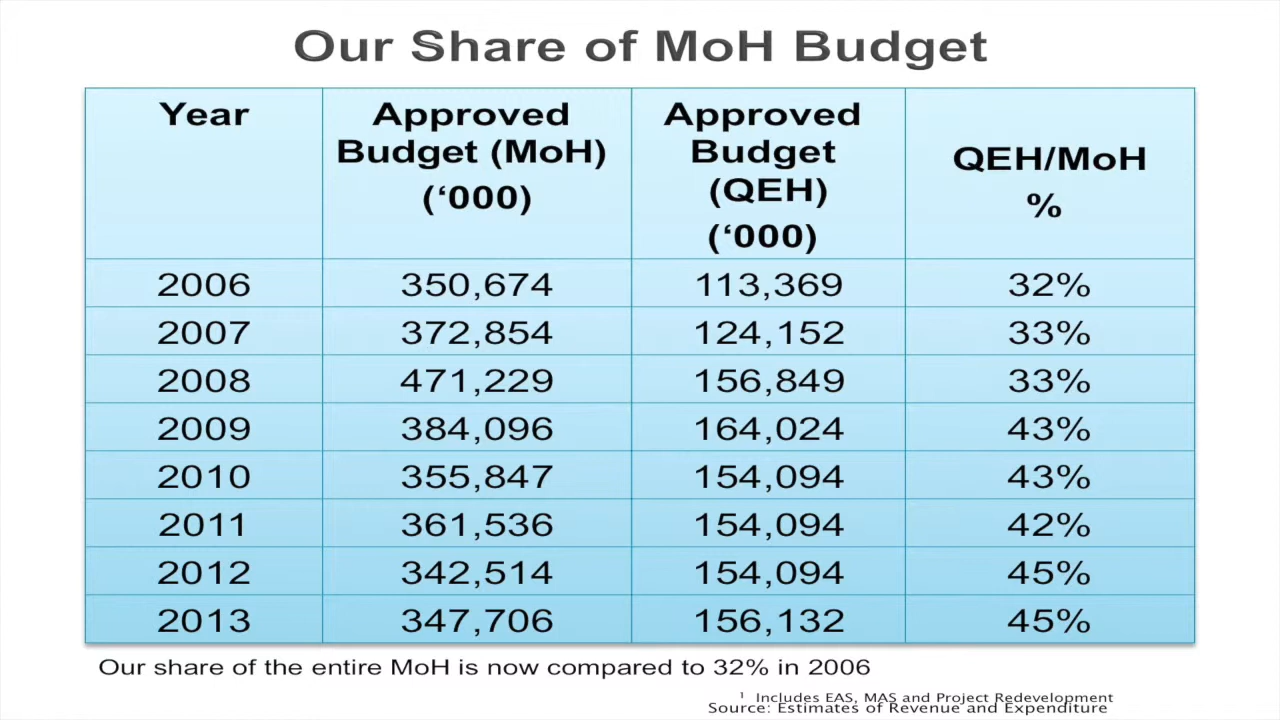 Our Share of MoH Budget
Year
Approved
Budget (MoH)
(‘000)
Approved
Budget
(QEH)
(‘000)
QEH/MoH
%
2006 350,674 113,369 32%
2007 372,854 124,152 33%
2008 471,229 156,849 33%
2009 384,096 164,024 43%
2010 355,847 154,094 43%
2011 361,536 154,094 42%
2012 342,514 154,094 45%
2013 347,706 156,132 45%
Our share of the entire MoH is now compared to 32% in 2006
¹ Includes EAS, MAS and Project Redevelopment
Source: Estimates of Revenue and Expenditure